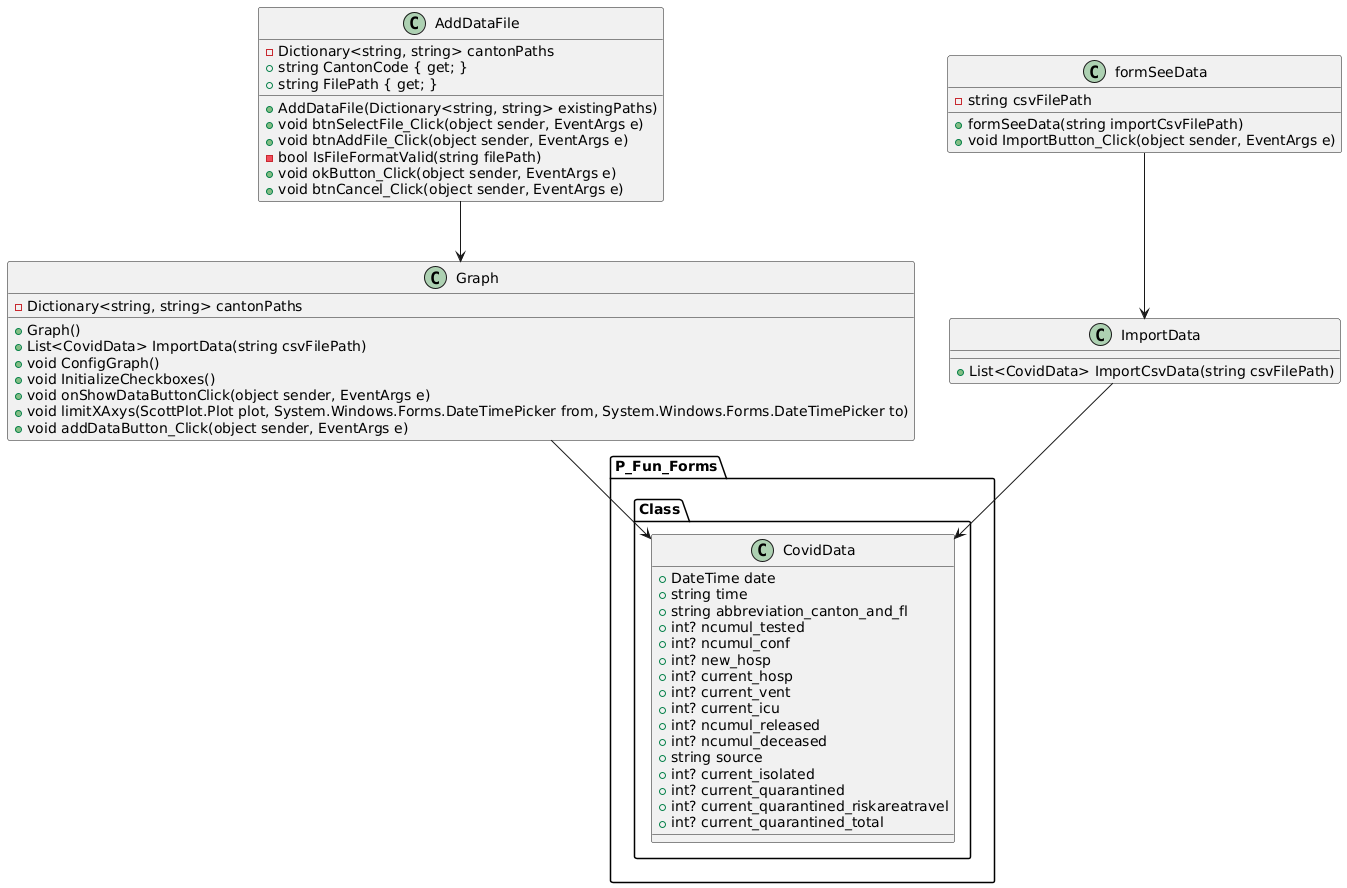 C AddDataFile
Dictionary<string, string> cantonPaths
string CantonCode { get; }
string FilePath { get; }
AddDataFile(Dictionary<string, string> existingPaths)
void btnSelectFile_Click(object sender, EventArgs e)
void btnAddFile_Click(object sender, EventArgs e)
bool IsFileFormatValid(string filePath)
void okButton_Click(object sender, EventArgs e)
void btnCancel_Click(object sender, EventArgs e)
C formSeeData
string csvFilePath
formSeeData(string importCsvFilePath)
void ImportButton_Click(object sender, EventArgs e)
C Graph
Dictionary<string, string> cantonPaths
Graph()
List<CovidData> ImportData(string csvFilePath)
void ConfigGraph()
void InitializeCheckboxes()
void onShowDataButtonClick(object sender, EventArgs e)
void limitXAxys(ScottPlot.Plot plot, System.Windows.Forms.DateTimePicker from, System.Windows.Forms.DateTimePicker to)
void addDataButton_Click(object sender, EventArgs e)
C ImportData
List<CovidData> ImportCsvData(string csvFilePath)
P_Fun_Forms
Class
C CovidData
DateTime date
string time
string abbreviation_canton_and_fl
int? ncumul_tested
int? ncumul_conf
int? new_hosp
int? current_hosp
int? current_vent
int? current_icu
int? ncumul_released
int? ncumul_deceased
string source
int? current_isolated
int? current_quarantined
int? current_quarantined_riskareatravel
int? current_quarantined_total